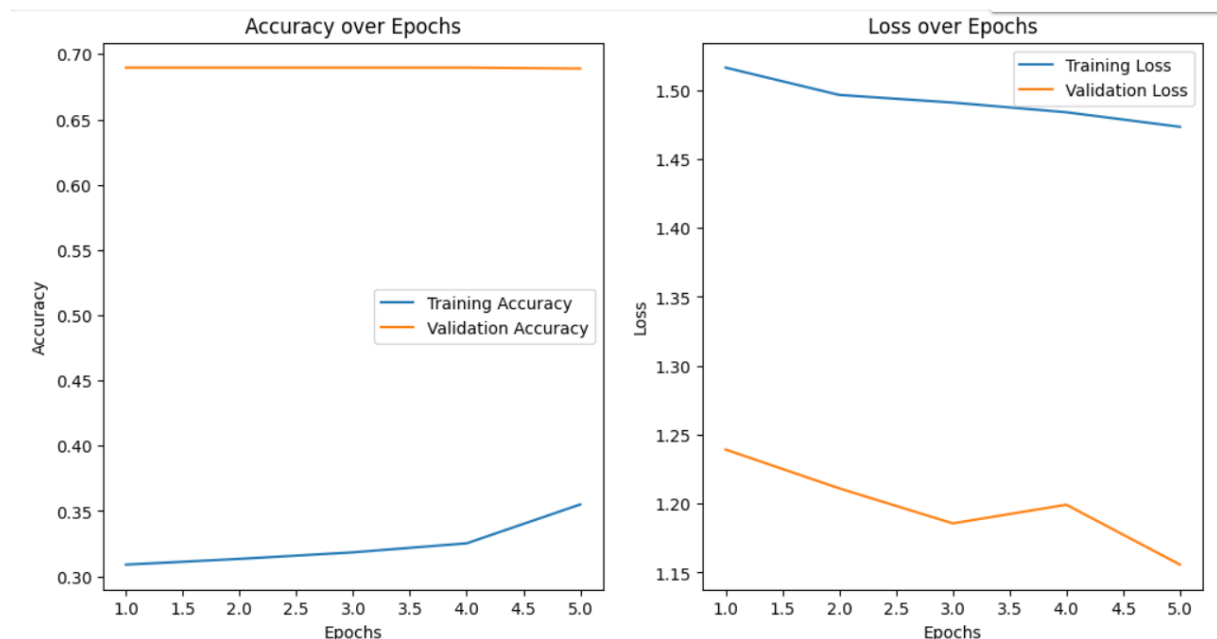 Accuracy over Epochs
0.70
0.65
0.60
0.55
0.50
0.45
0.40
0.35
0.30
Accuracy
Training Accuracy
Validation Accuracy
1.0 1.5 2.0 2.5 3.0 3.5 4.0 4.5 5.0
Epochs
Loss over Epochs
1.50
1.45
1.40
1.35
1.30
1.25
1.20
1.15
Loss
Training Loss
Validation Loss
1.0 1.5 2.0 2.5 3.0 3.5 4.0 4.5 5.0
Epochs